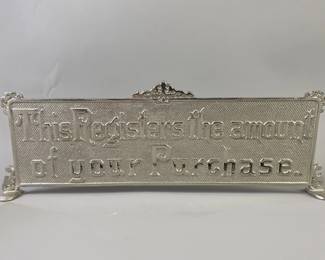 This Registers the amount
of your Purchase.